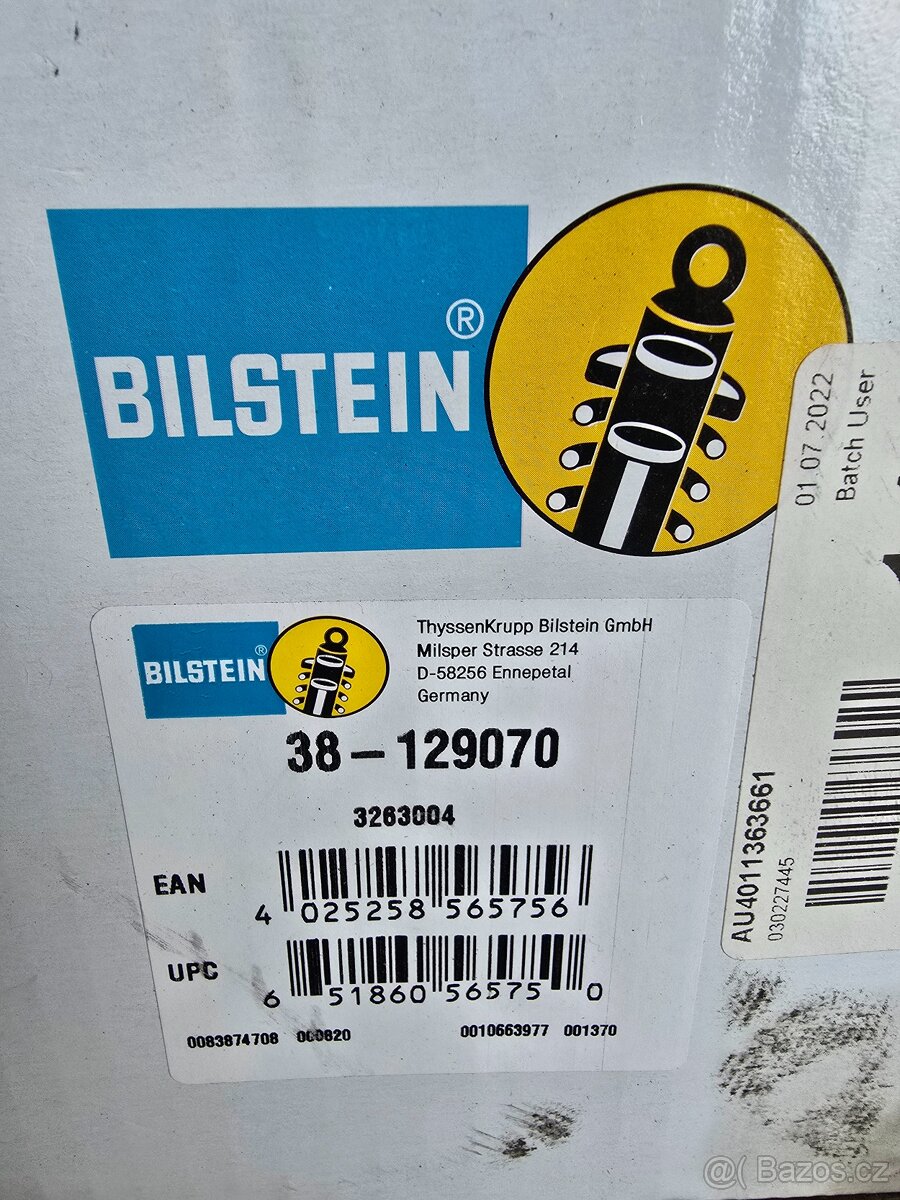 BILSTEIN®
01.07.2022
Batch User
BILSTEIN®
ThyssenKrupp Bilstein GmbH
Milsper Strasse 214
D-58256 Ennepetal
Germany
38-129070
3263004
EAN
4 025258 565756
UPC
6 51860 56575 0
0083874708 000820 0010663977 001370
AU4011363661
030227445
@( Bazos.cz